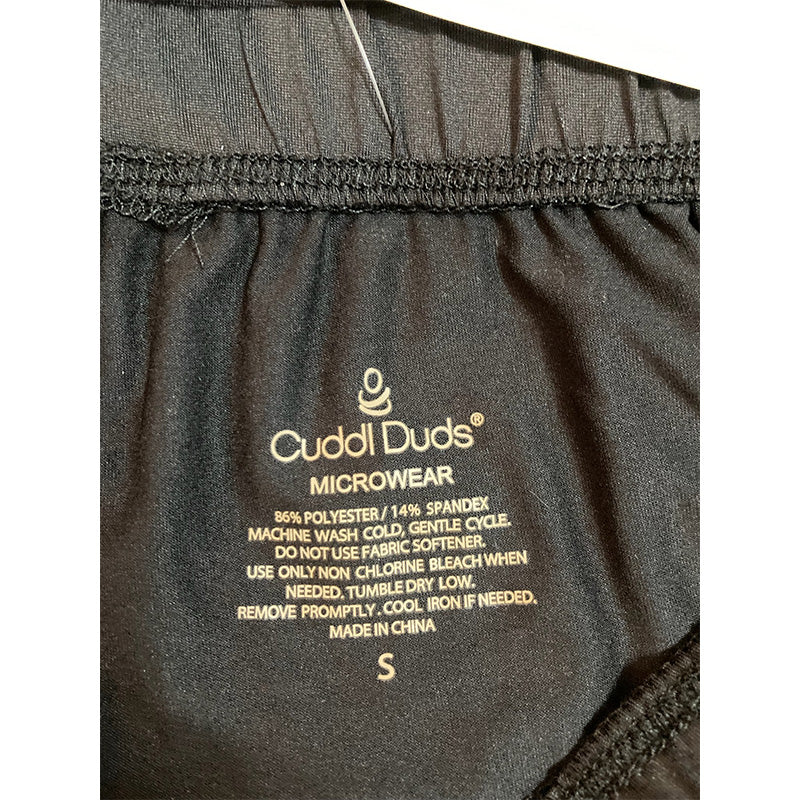 Cuddl Duds®
MICROWEAR
86% POLYESTER / 14% SPANDEX
MACHINE WASH COLD, GENTLE CYCLE.
DO NOT USE FABRIC SOFTENER.
USE ONLY NON CHLORINE BLEACH WHEN
NEEDED. TUMBLE DRY LOW.
REMOVE PROMPTLY. COOL IRON IF NEEDED.
MADE IN CHINA
S